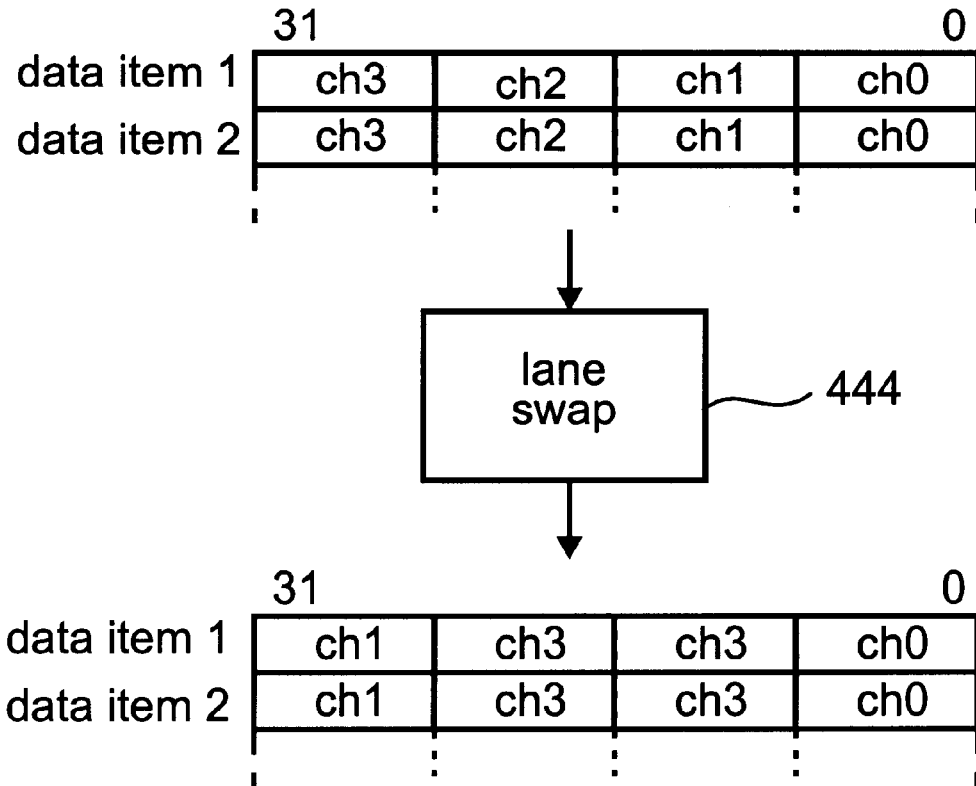 31 0
data item 1 ch3 ch2 ch1 ch0
data item 2 ch3 ch2 ch1 ch0
lane
swap
444
31 0
data item 1 ch1 ch3 ch3 ch0
data item 2 ch1 ch3 ch3 ch0